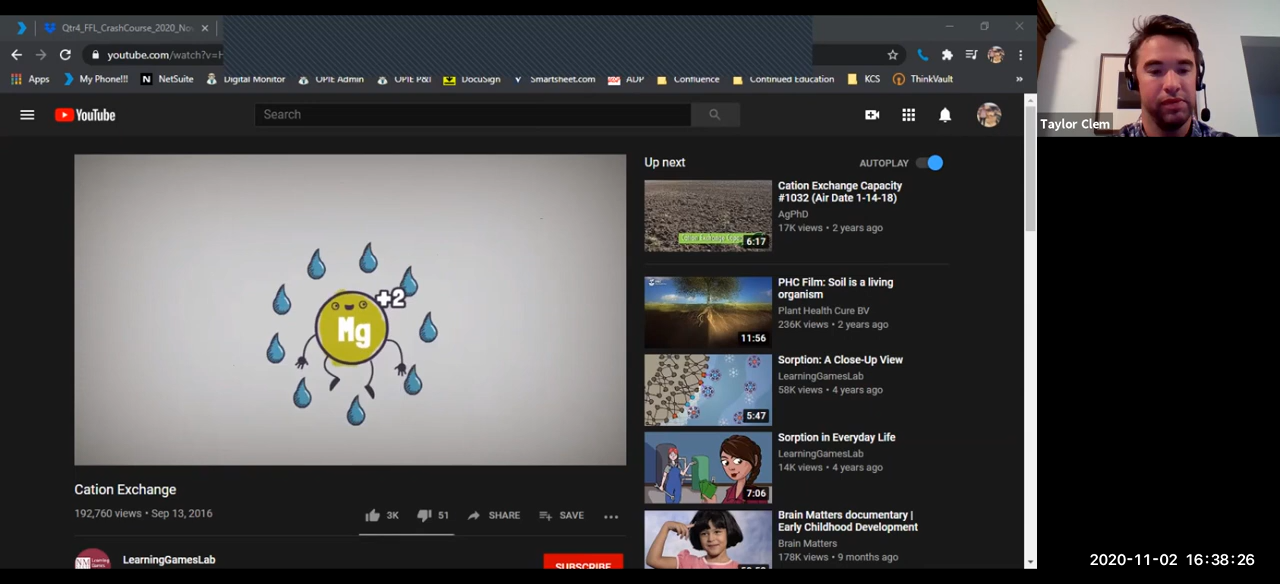 Qtr4_FFL_CrashCourse_2020_Nov
youtube.com/watch?v=H
Apps My Phone!!! NetSuite Digital Monitor OPIE Admin OPIE P&I DocuSign Smartsheet.com ADP Confluence Continued Education KCS ThinkVault »
YouTube
Search
Taylor Clem
Up next
AUTOPLAY
+2
Mg
Cation Exchange Capacity
#1032 (Air Date 1-14-18)
AgPhD
17K views • 2 years ago
6:17
PHC Film: Soil is a living
organism
Plant Health Cure BV
236K views • 2 years ago
11:56
Sorption: A Close-Up View
LearningGamesLab
58K views • 4 years ago
5:47
Sorption in Everyday Life
LearningGamesLab
14K views • 4 years ago
7:06
Brain Matters documentary |
Early Childhood Development
Brain Matters
178K views • 9 months ago
Cation Exchange
192,760 views • Sep 13, 2016
3K 51 SHARE SAVE
LearningGamesLab
SUBSCRIBE
2020-11-02 16:38:26